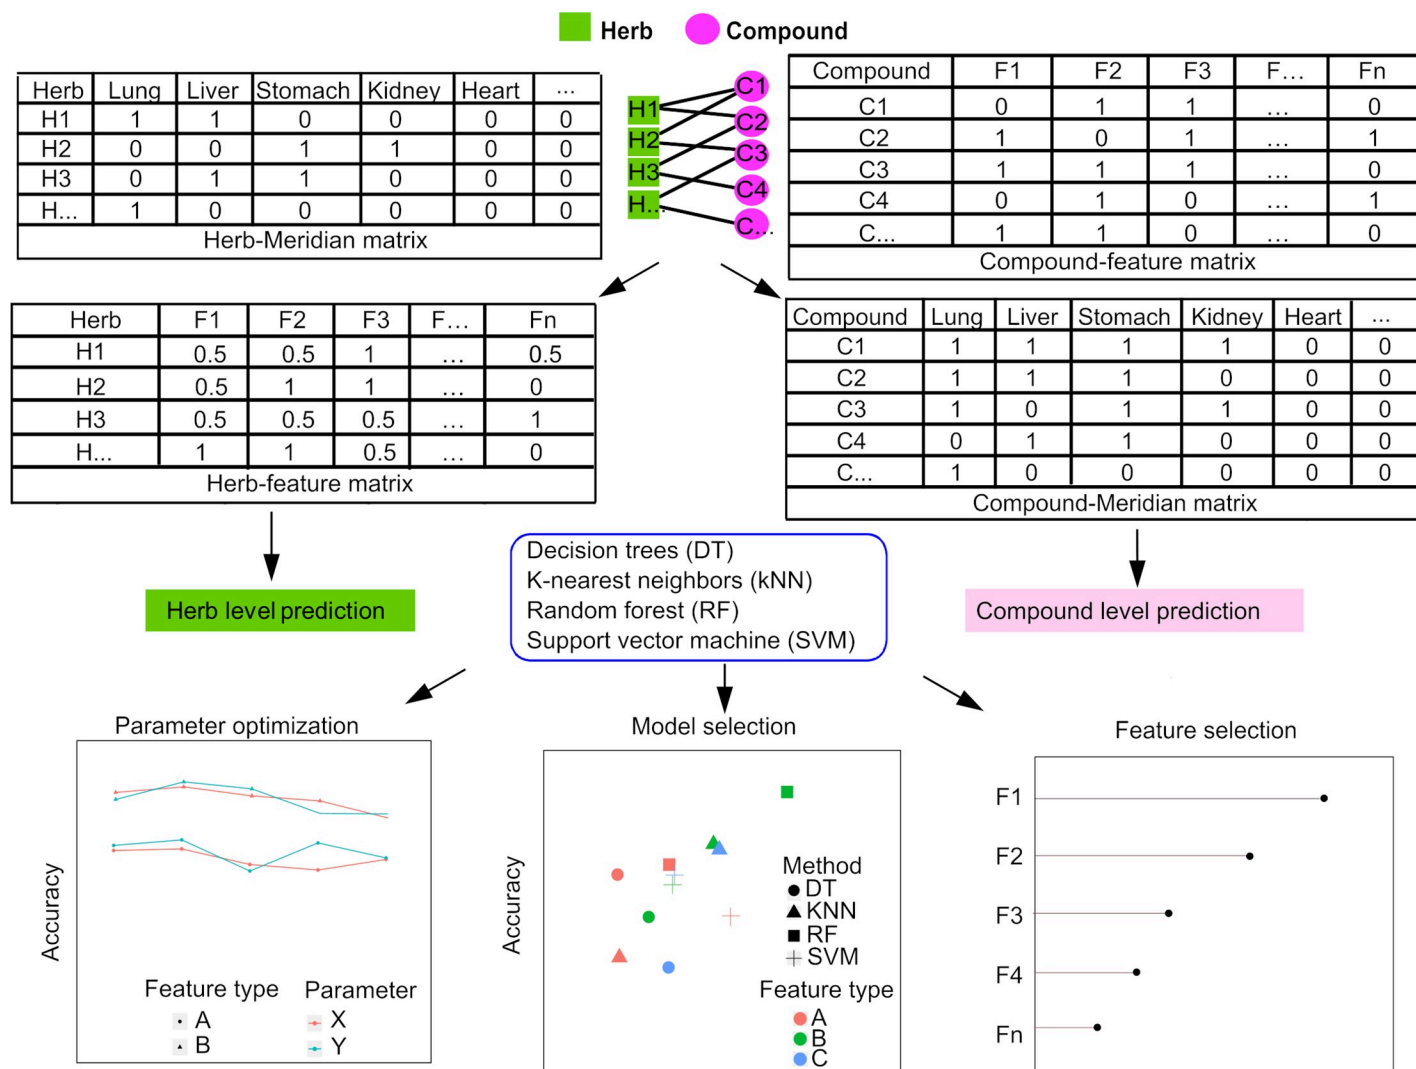 Herb Compound
Herb Lung Liver Stomach Kidney Heart ...
H1 1 1 0 0 0 0
H2 0 0 1 1 0 0
H3 0 1 1 0 0 0
H... 1 0 0 0 0 0
Herb-Meridian matrix
H1
H2
H3
H...
C1
C2
C3
C4
C...
Compound F1 F2 F3 F... Fn
C1 0 1 1 ... 0
C2 1 0 1 ... 1
C3 1 1 1 ... 0
C4 0 1 0 ... 1
C... 1 1 0 ... 0
Compound-feature matrix
Herb F1 F2 F3 F... Fn
H1 0.5 0.5 1 ... 0.5
H2 0.5 1 1 ... 0
H3 0.5 0.5 0.5 ... 1
H... 1 1 0.5 ... 0
Herb-feature matrix
Compound Lung Liver Stomach Kidney Heart ...
C1 1 1 1 1 0 0
C2 1 1 1 0 0 0
C3 1 0 1 1 0 0
C4 0 1 1 0 0 0
C... 1 0 0 0 0 0
Compound-Meridian matrix
Herb level prediction
Decision trees (DT)
K-nearest neighbors (kNN)
Random forest (RF)
Support vector machine (SVM)
Compound level prediction
Parameter optimization
Accuracy
Feature type Parameter
A X
B Y
Model selection
Accuracy
Method
DT
KNN
RF
SVM
Feature type
A
B
C
Feature selection
F1
F2
F3
F4
Fn